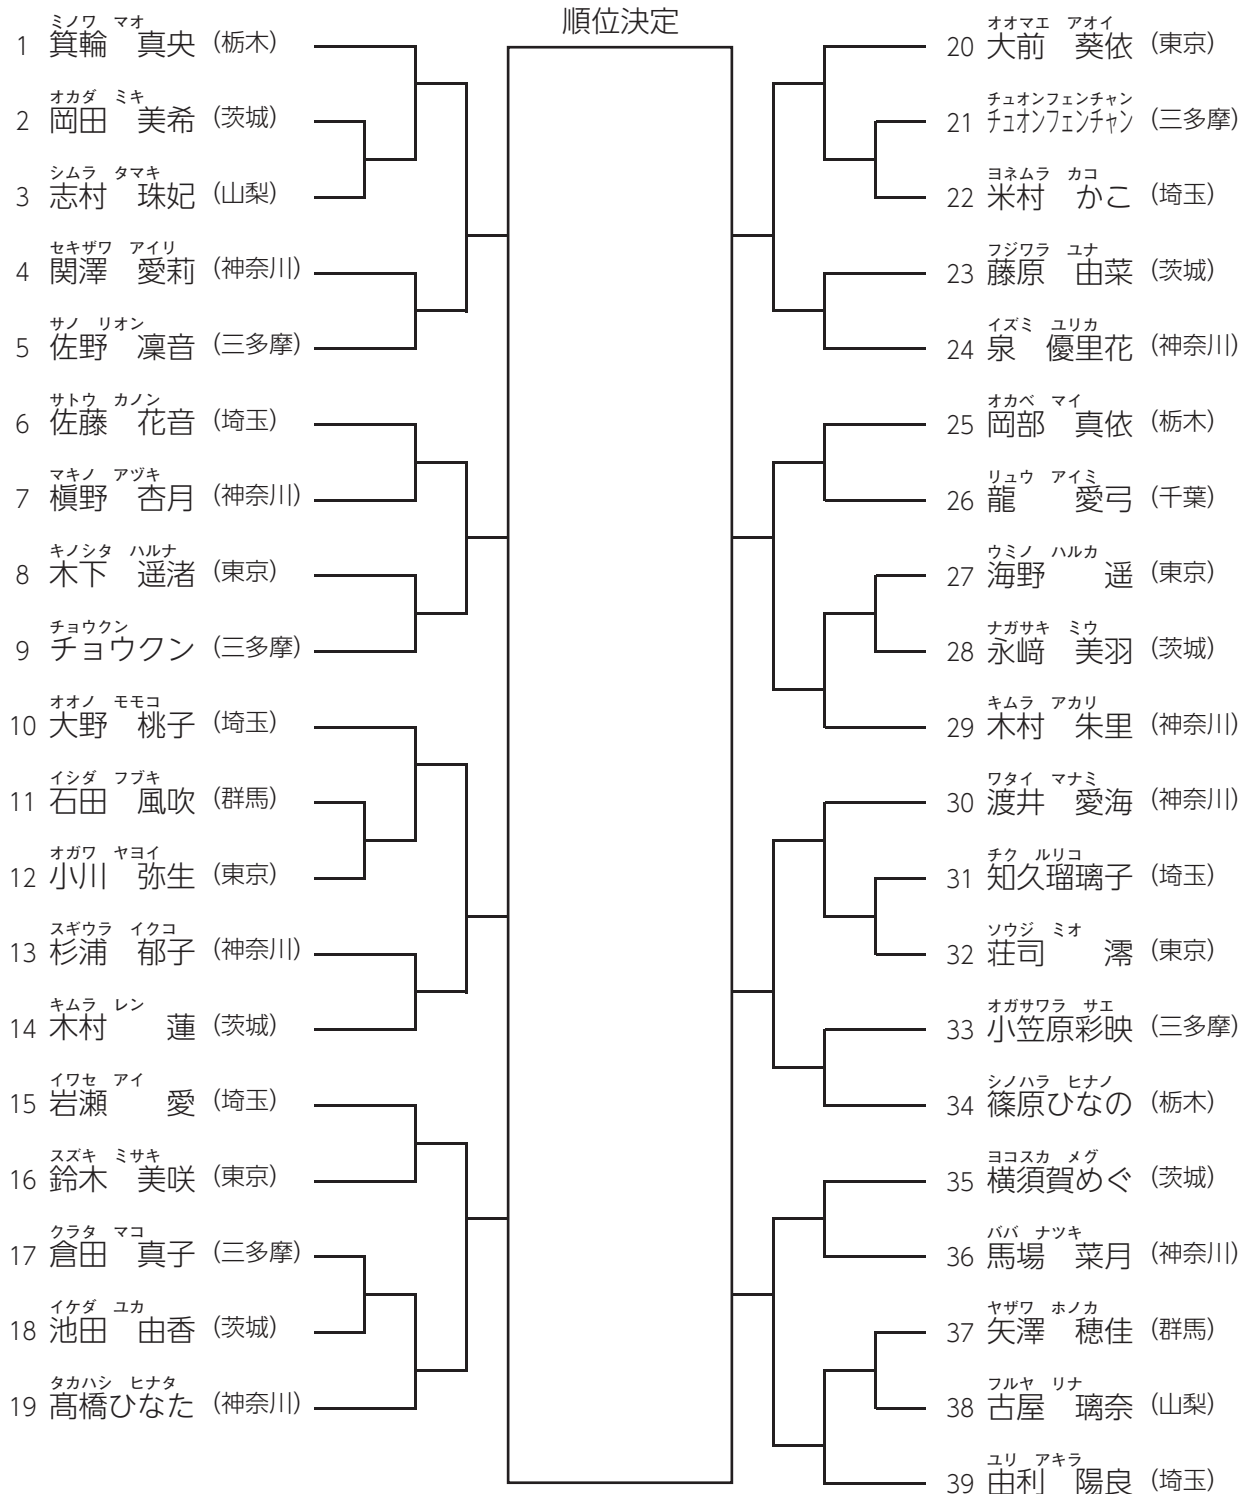 順位決定
ミノワ　マオ
1 箕輪　真央 (栃木)
オカダ　ミキ
2 岡田　美希 (茨城)
シムラ　タマキ
3 志村　珠妃 (山梨)
セキザワ　アイリ
4 関澤　愛莉 (神奈川)
サノ　リオン
5 佐野　凜音 (三多摩)
サトウ　カノン
6 佐藤　花音 (埼玉)
マキノ　アヅキ
7 槇野　杏月 (神奈川)
キノシタ　ハルナ
8 木下　遥渚 (東京)
チョウクン
9 チョウクン (三多摩)
オオノ　モモコ
10 大野　桃子 (埼玉)
イシダ　フブキ
11 石田　風吹 (群馬)
オガワ　ヤヨイ
12 小川　弥生 (東京)
スギウラ　イクコ
13 杉浦　郁子 (神奈川)
キムラ　レン
14 木村　　蓮 (茨城)
イワセ　アイ
15 岩瀬　　愛 (埼玉)
スズキ　ミサキ
16 鈴木　美咲 (東京)
クラタ　マコ
17 倉田　真子 (三多摩)
イケダ　ユカ
18 池田　由香 (茨城)
タカハシ　ヒナタ
19 髙橋ひなた (神奈川)
オオマエ　アオイ
20 大前　葵依 (東京)
チュオンフェンチャン
21 チュオンフェンチャン (三多摩)
ヨネムラ　カコ
22 米村　かこ (埼玉)
フジワラ　ユナ
23 藤原　由菜 (茨城)
イズミ　ユリカ
24 泉　優里花 (神奈川)
オカベ　マイ
25 岡部　真依 (栃木)
リュウ　アイミ
26 龍　　愛弓 (千葉)
ウミノ　ハルカ
27 海野　　遥 (東京)
ナガサキ　ミウ
28 永﨑　美羽 (茨城)
キムラ　アカリ
29 木村　朱里 (神奈川)
ワタイ　マナミ
30 渡井　愛海 (神奈川)
チク　ルリコ
31 知久瑠璃子 (埼玉)
ソウジ　ミオ
32 荘司　　澪 (東京)
オガサワラ　サエ
33 小笠原彩映 (三多摩)
シノハラ　ヒナノ
34 篠原ひなの (栃木)
ヨコスカ　メグ
35 横須賀めぐ (茨城)
ババ　ナツキ
36 馬場　菜月 (神奈川)
ヤザワ　ホノカ
37 矢澤　穂佳 (群馬)
フルヤ　リナ
38 古屋　璃奈 (山梨)
ユリ　アキラ
39 由利　陽良 (埼玉)